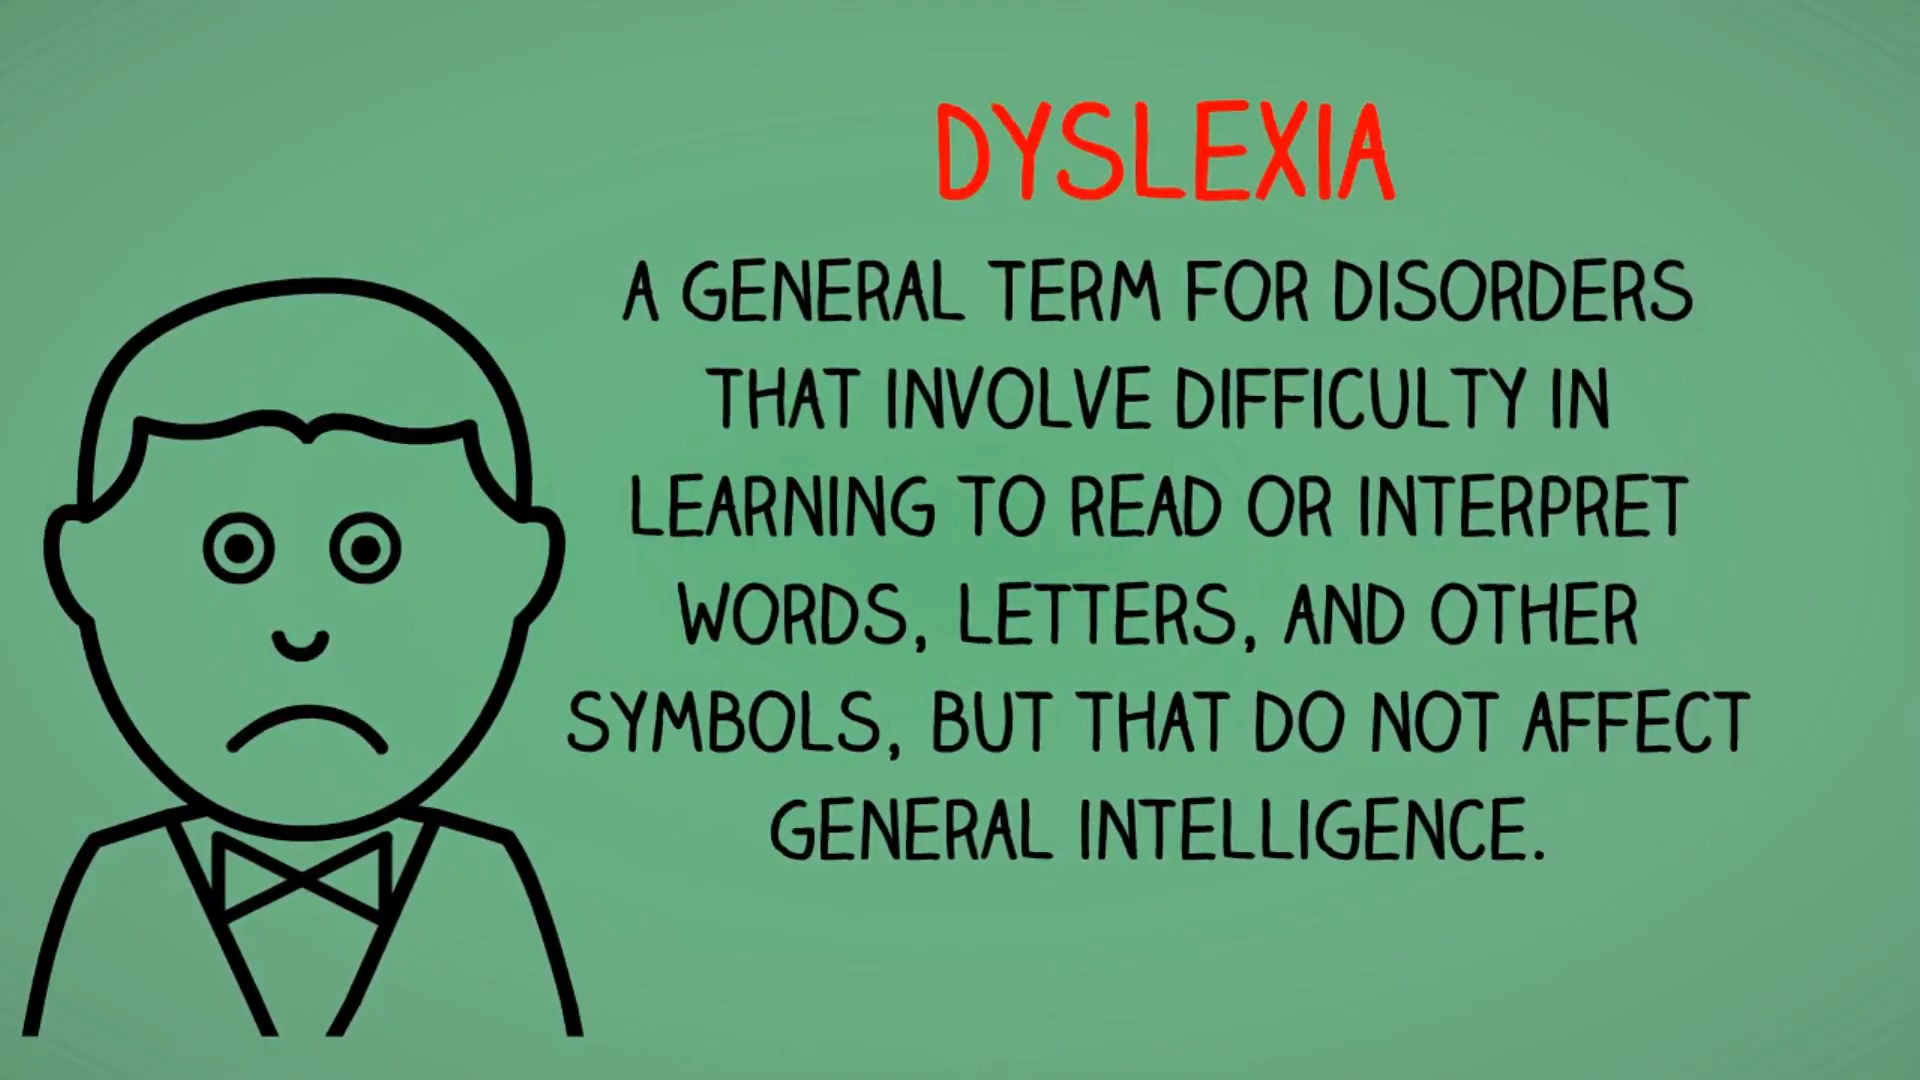 DYSLEXIA
A GENERAL TERM FOR DISORDERS
THAT INVOLVE DIFFICULTY IN
LEARNING TO READ OR INTERPRET
WORDS, LETTERS, AND OTHER
SYMBOLS, BUT THAT DO NOT AFFECT
GENERAL INTELLIGENCE.